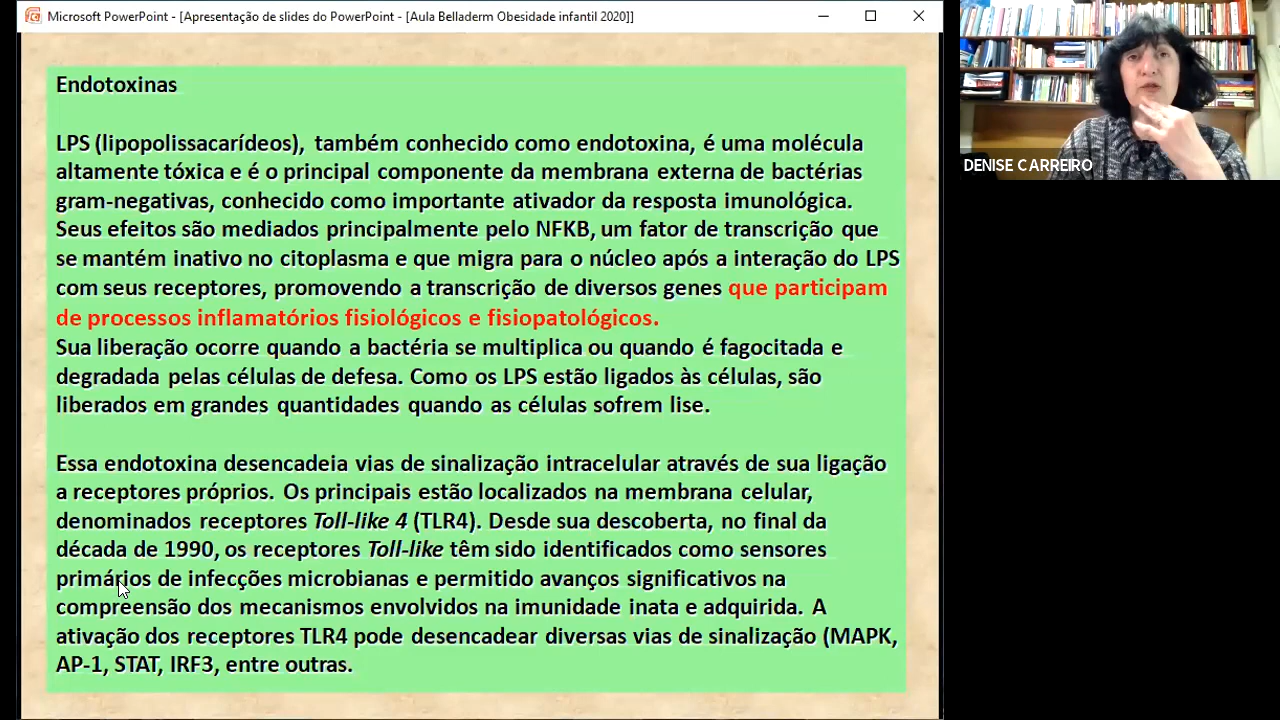 Microsoft PowerPoint - [Apresentação de slides do PowerPoint - [Aula Belladerm Obesidade infantil 2020]]
Endotoxinas
LPS (lipopolissacarídeos), também conhecido como endotoxina, é uma molécula
altamente tóxica e é o principal componente da membrana externa de bactérias
gram-negativas, conhecido como importante ativador da resposta imunológica.
Seus efeitos são mediados principalmente pelo NFKB, um fator de transcrição que
se mantém inativo no citoplasma e que migra para o núcleo após a interação do LPS
com seus receptores, promovendo a transcrição de diversos genes que participam
de processos inflamatórios fisiológicos e fisiopatológicos.
Sua liberação ocorre quando a bactéria se multiplica ou quando é fagocitada e
degradada pelas células de defesa. Como os LPS estão ligados às células, são
liberados em grandes quantidades quando as células sofrem lise.
Essa endotoxina desencadeia vias de sinalização intracelular através de sua ligação
a receptores próprios. Os principais estão localizados na membrana celular,
denominados receptores Toll-like 4 (TLR4). Desde sua descoberta, no final da
década de 1990, os receptores Toll-like têm sido identificados como sensores
primários de infecções microbianas e permitido avanços significativos na
compreensão dos mecanismos envolvidos na imunidade inata e adquirida. A
ativação dos receptores TLR4 pode desencadear diversas vias de sinalização (MAPK,
AP-1, STAT, IRF3, entre outras.
DENISE CARREIRO